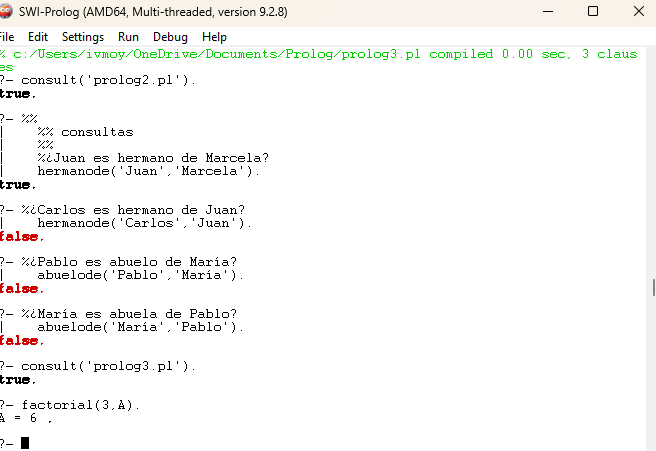 SWI-Prolog (AMD64, Multi-threaded, version 9.2.8)
File Edit Settings Run Debug Help
% c:/Users/ivmoy/OneDrive/Documents/Prolog/prolog3.pl compiled 0.00 sec, 3 claus
es
?- consult('prolog2.pl').
true.
?- %%
| %% consultas
| %%
| %¿Juan es hermano de Marcela?
| hermanode('Juan','Marcela').
true.
?- %¿Carlos es hermano de Juan?
| hermanode('Carlos','Juan').
false.
?- %¿Pablo es abuelo de María?
| abuelode('Pablo','María').
false.
?- %¿María es abuela de Pablo?
| abuelode('María','Pablo').
false.
?- consult('prolog3.pl').
true.
?- factorial(3,A).
A = 6 .
?-